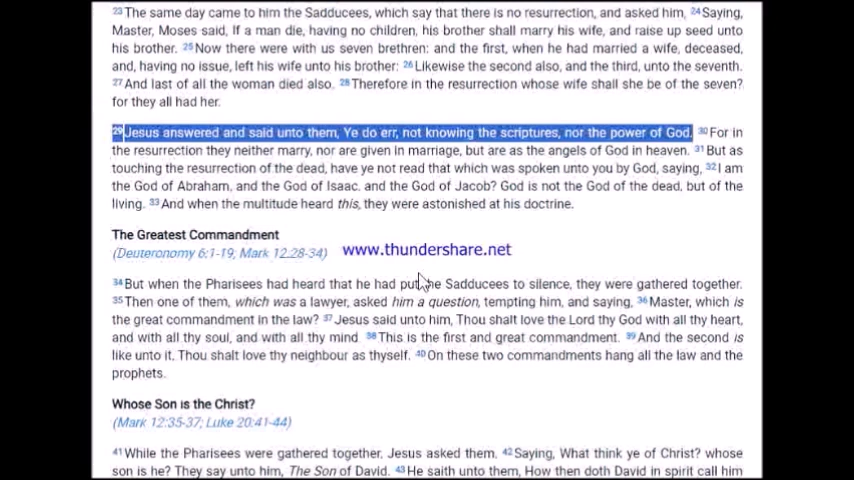 23 The same day came to him the Sadducees, which say that there is no resurrection, and asked him, 24 Saying,
Master, Moses said, If a man die, having no children, his brother shall marry his wife, and raise up seed unto
his brother. 25 Now there were with us seven brethren: and the first, when he had married a wife, deceased,
and, having no issue, left his wife unto his brother: 26 Likewise the second also, and the third, unto the seventh.
27 And last of all the woman died also. 28 Therefore in the resurrection whose wife shall she be of the seven?
for they all had her.
29 Jesus answered and said unto them, Ye do err, not knowing the scriptures, nor the power of God. 30 For in
the resurrection they neither marry, nor are given in marriage, but are as the angels of God in heaven. 31 But as
touching the resurrection of the dead, have ye not read that which was spoken unto you by God, saying, 32 I am
the God of Abraham, and the God of Isaac, and the God of Jacob? God is not the God of the dead, but of the
living. 33 And when the multitude heard this, they were astonished at his doctrine.
The Greatest Commandment
(Deuteronomy 6:1-19; Mark 12:28-34)
www.thundershare.net
34 But when the Pharisees had heard that he had put the Sadducees to silence, they were gathered together.
35 Then one of them, which was a lawyer, asked him a question, tempting him, and saying, 36 Master, which is
the great commandment in the law? 37 Jesus said unto him, Thou shalt love the Lord thy God with all thy heart,
and with all thy soul, and with all thy mind. 38 This is the first and great commandment. 39 And the second is
like unto it, Thou shalt love thy neighbour as thyself. 40 On these two commandments hang all the law and the
prophets.
Whose Son is the Christ?
(Mark 12:35-37; Luke 20:41-44)
41 While the Pharisees were gathered together, Jesus asked them, 42 Saying, What think ye of Christ? whose
son is he? They say unto him, The Son of David. 43 He saith unto them, How then doth David in spirit call him